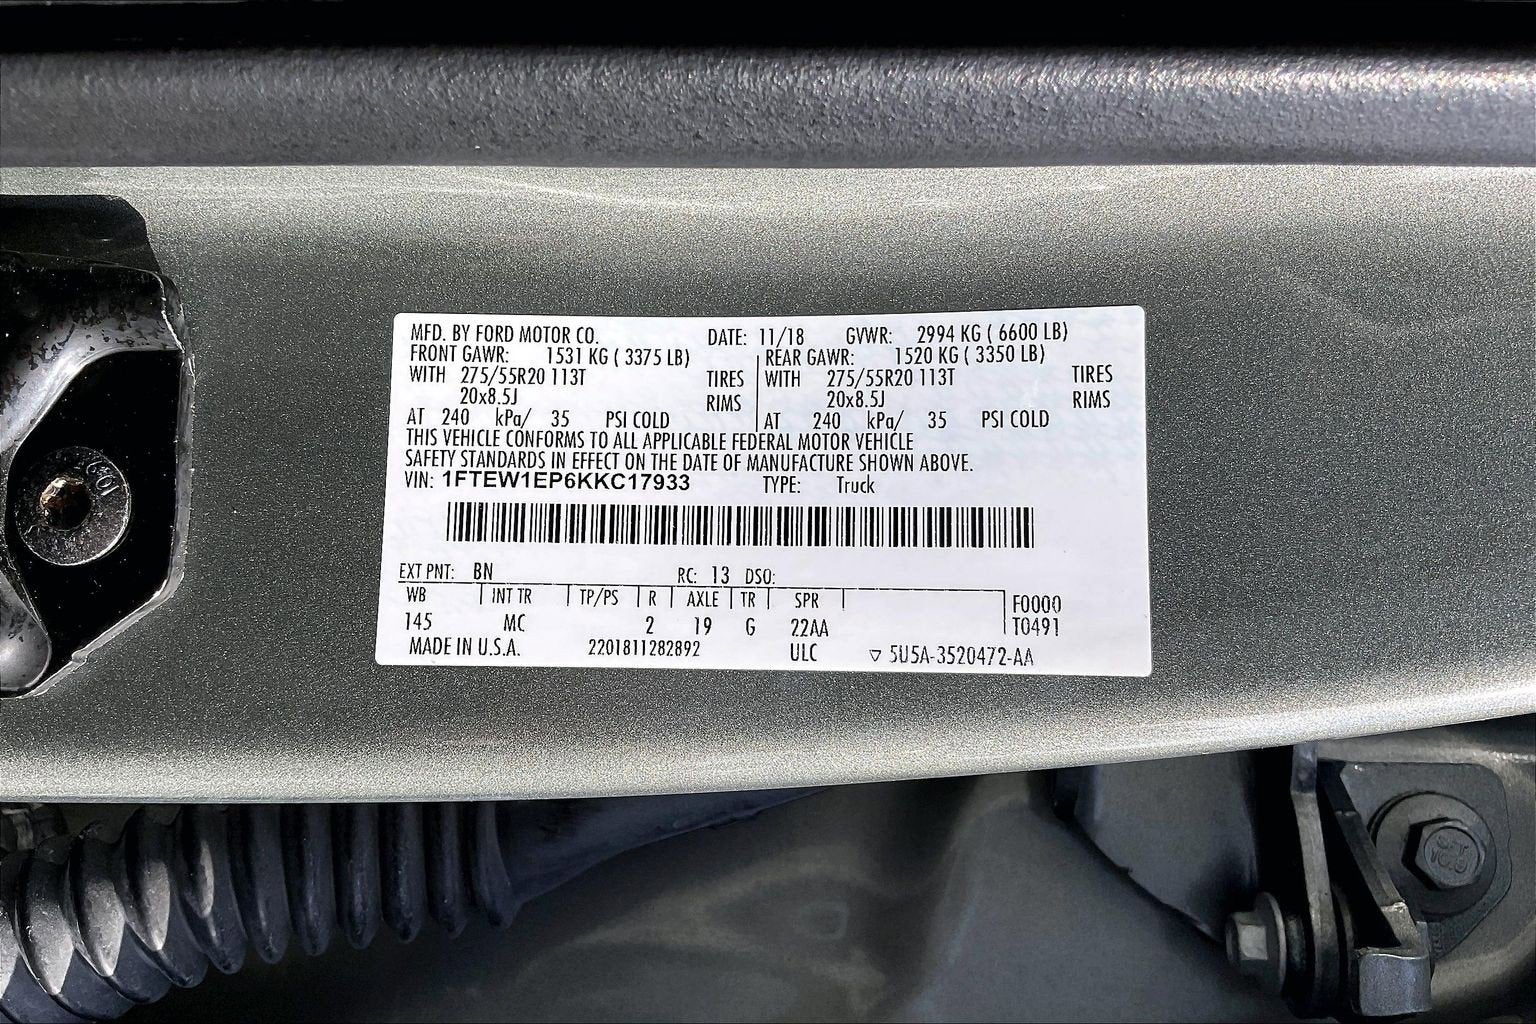 MFD. BY FORD MOTOR CO. DATE: 11/18 GVWR: 2994 KG ( 6600 LB)
FRONT GAWR: 1531 KG ( 3375 LB) REAR GAWR: 1520 KG ( 3350 LB)
WITH 275/55R20 113T TIRES WITH 275/55R20 113T TIRES
20x8.5J RIMS 20x8.5J RIMS
AT 240 kPa/ 35 PSI COLD AT 240 kPa/ 35 PSI COLD
THIS VEHICLE CONFORMS TO ALL APPLICABLE FEDERAL MOTOR VEHICLE
SAFETY STANDARDS IN EFFECT ON THE DATE OF MANUFACTURE SHOWN ABOVE.
VIN: 1FTEW1EP6KKC17933 TYPE: Truck
EXT PNT: BN RC: 13 DSO:
WB INT TR TP/PS R AXLE TR SPR F0000
145 MC 2 19 G 22AA T0491
MADE IN U.S.A. 2201811282892 ULC ▽ 5U5A-3520472-AA